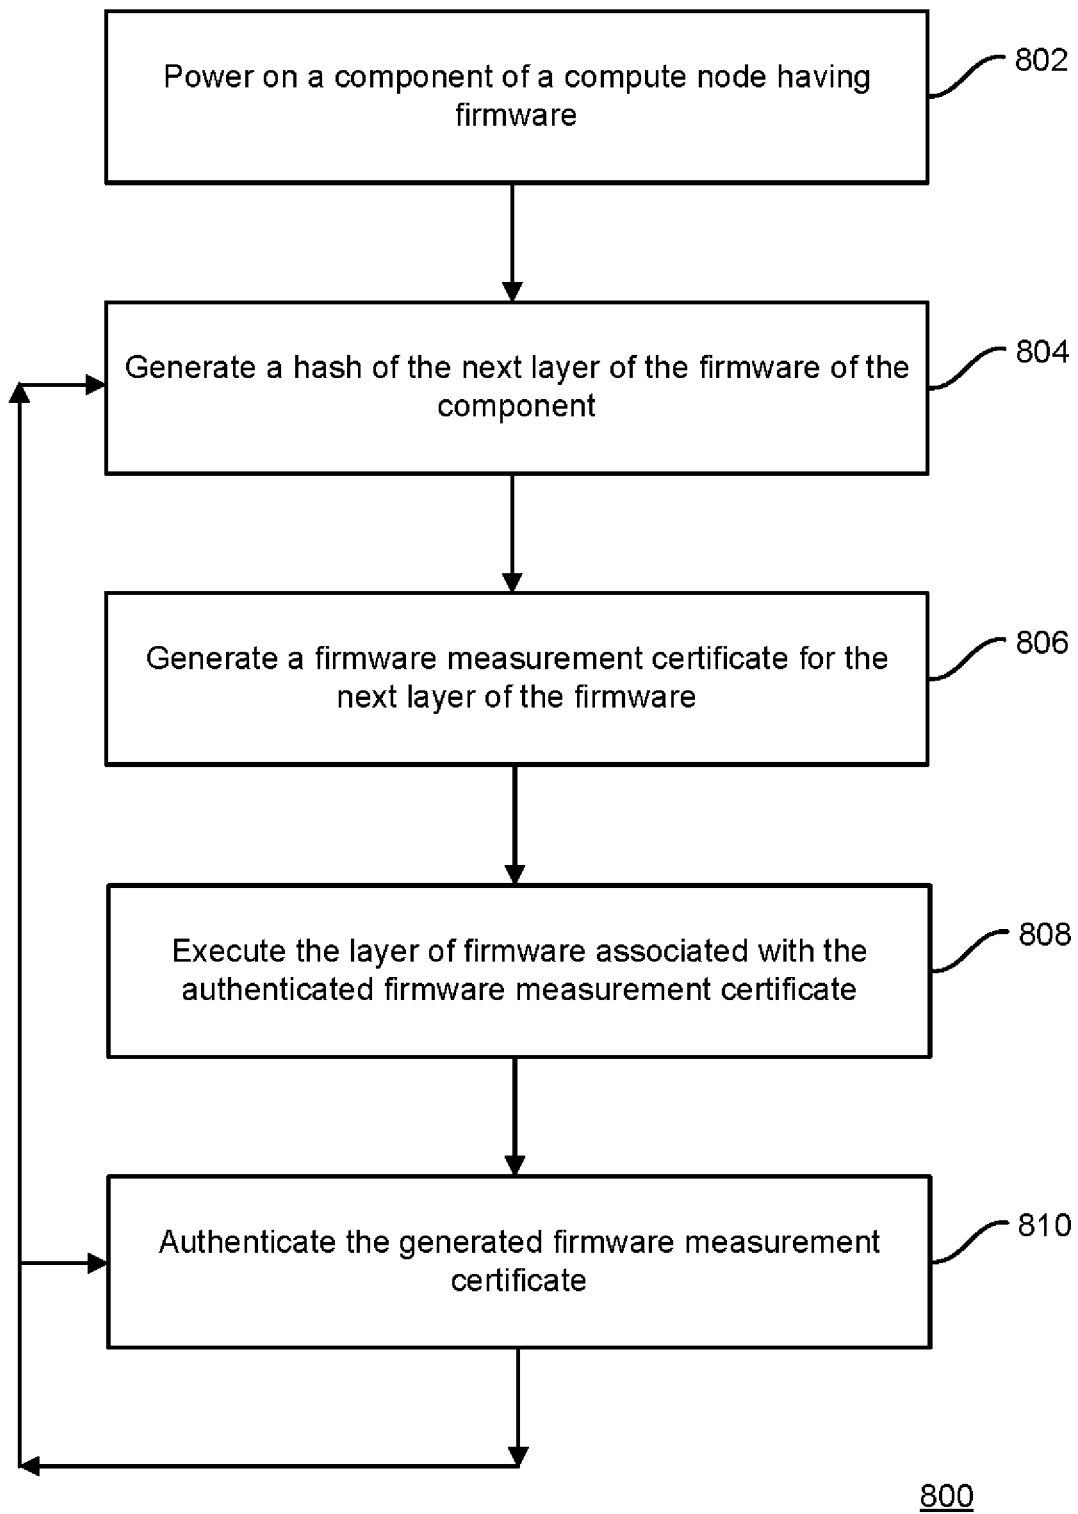 Power on a component of a compute node having
firmware
802
Generate a hash of the next layer of the firmware of the
component
804
Generate a firmware measurement certificate for the
next layer of the firmware
806
Execute the layer of firmware associated with the
authenticated firmware measurement certificate
808
Authenticate the generated firmware measurement
certificate
810
800